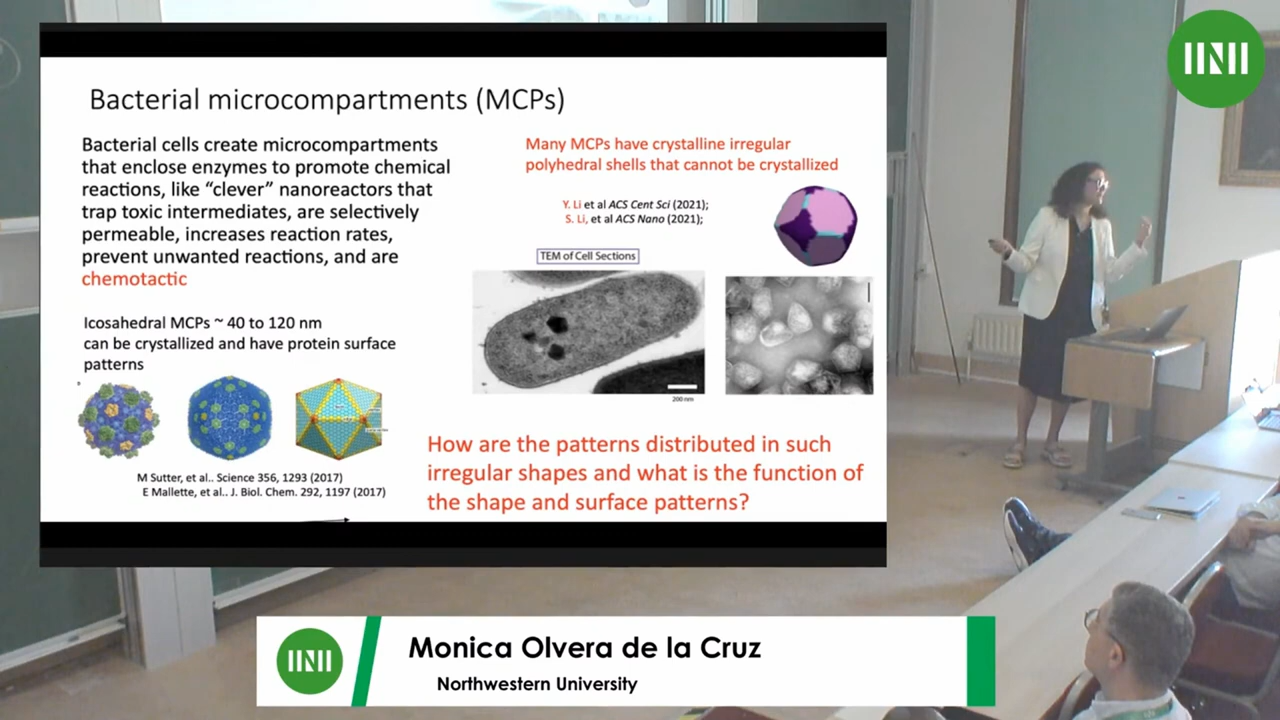 Bacterial microcompartments (MCPs)
Bacterial cells create microcompartments
that enclose enzymes to promote chemical
reactions, like “clever” nanoreactors that
trap toxic intermediates, are selectively
permeable, increases reaction rates,
prevent unwanted reactions, and are
chemotactic
Icosahedral MCPs ~ 40 to 120 nm
can be crystallized and have protein surface
patterns
M Sutter, et al.. Science 356, 1293 (2017)
E Mallette, et al.. J. Biol. Chem. 292, 1197 (2017)
Many MCPs have crystalline irregular
polyhedral shells that cannot be crystallized
Y. Li et al ACS Cent Sci (2021);
S. Li, et al ACS Nano (2021);
TEM of Cell Sections
200 nm
How are the patterns distributed in such
irregular shapes and what is the function of
the shape and surface patterns?
IINII
IINII
Monica Olvera de la Cruz
Northwestern University